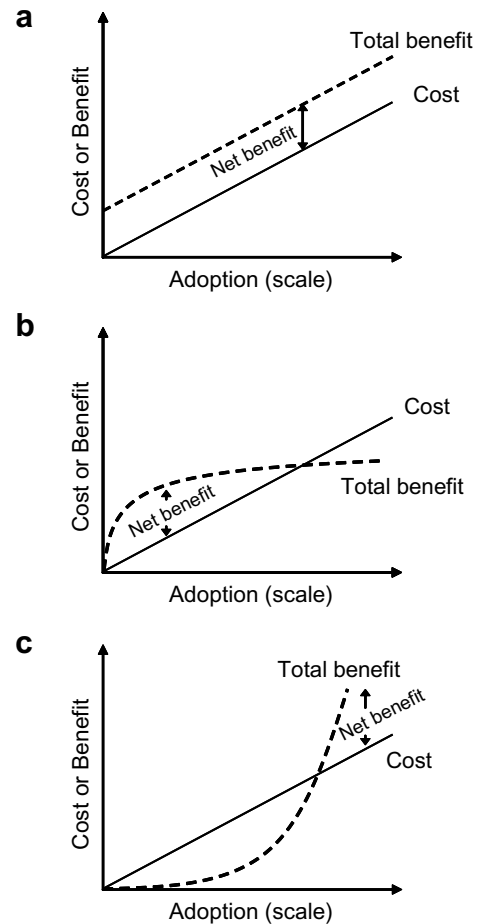 a
Total benefit
Cost
Net benefit
Cost or Benefit
Adoption (scale)
b
Cost
Total benefit
Net benefit
Cost or Benefit
Adoption (scale)
c
Total benefit
Net benefit
Cost
Cost or Benefit
Adoption (scale)